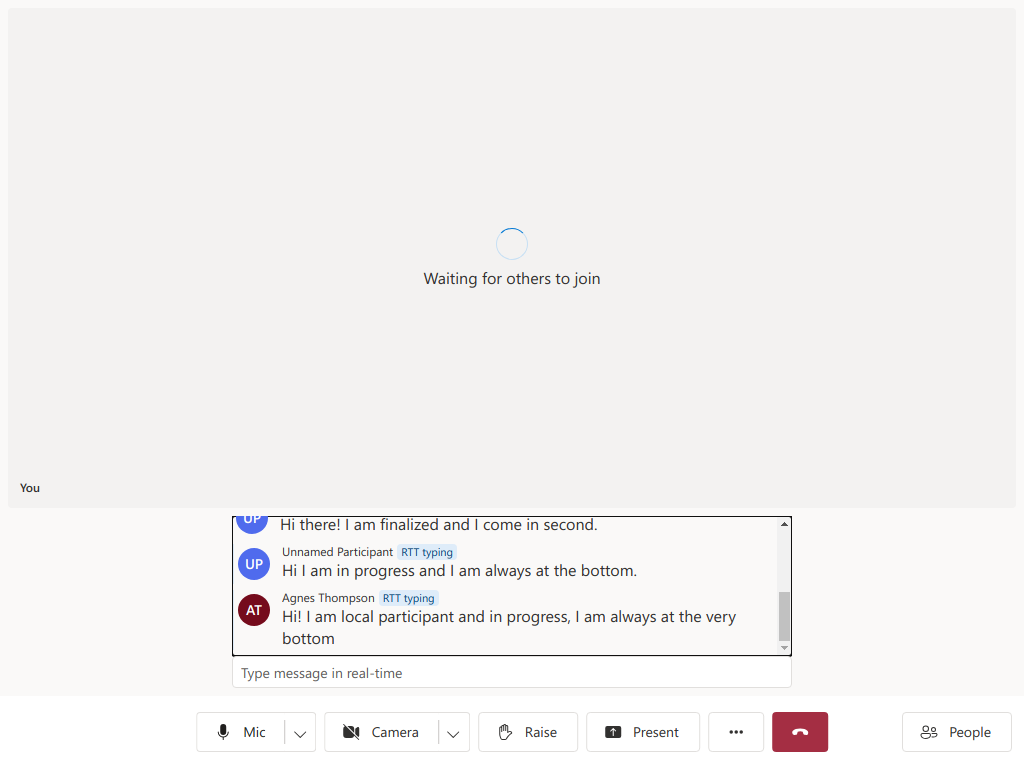 Waiting for others to join
You
UP
Hi there! I am finalized and I come in second.
Unnamed Participant RTT typing
UP
Hi I am in progress and I am always at the bottom.
Agnes Thompson RTT typing
AT
Hi! I am local participant and in progress, I am always at the very
bottom
Type message in real-time
Mic
Camera
Raise
Present
People